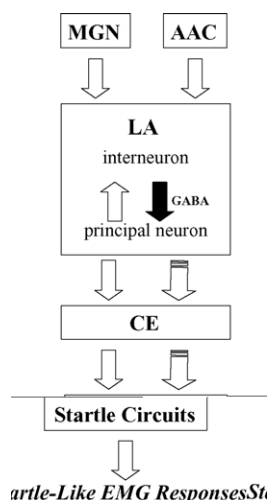 MGN AAC
LA
interneuron
GABA
principal neuron
CE
Startle Circuits
artle-Like EMG ResponsesSt